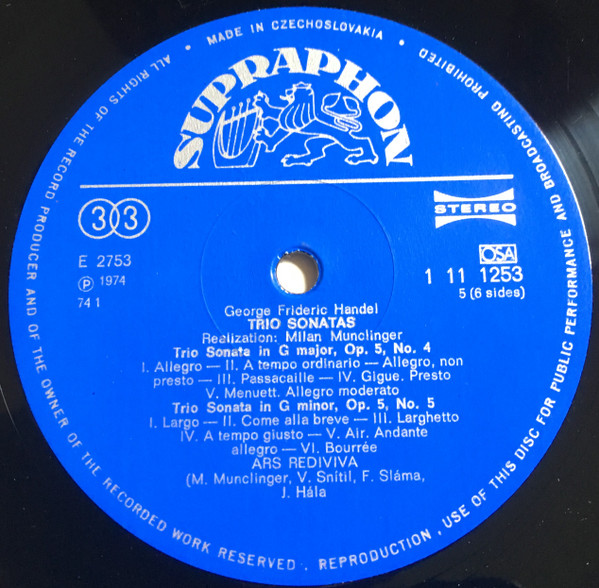 MADE IN CZECHOSLOVAKIA • ALL RIGHTS OF THE RECORD PRODUCER AND OF THE OWNER OF THE RECORDED WORK RESERVED. REPRODUCTION, USE OF THIS DISC FOR PUBLIC PERFORMANCE AND BROADCASTING PROHIBITED •
SUPRAPHON
33
STEREO
E 2753
OSA
Ⓟ 1974
1 11 1253
74 1
5 (6 sides)
George Frideric Handel
TRIO SONATAS
Realization: Milan Munclinger
Trio Sonata in G major, Op. 5, No. 4
I. Allegro — II. A tempo ordinario — Allegro, non
presto — III. Passacaille — IV. Gigue. Presto
V. Menuett. Allegro moderato
Trio Sonata in G minor, Op. 5, No. 5
I. Largo — II. Come alla breve — III. Larghetto
IV. A tempo giusto — V. Air. Andante
allegro — VI. Bourrée
ARS REDIVIVA
(M. Munclinger, V. Snítil, F. Sláma,
J. Hála